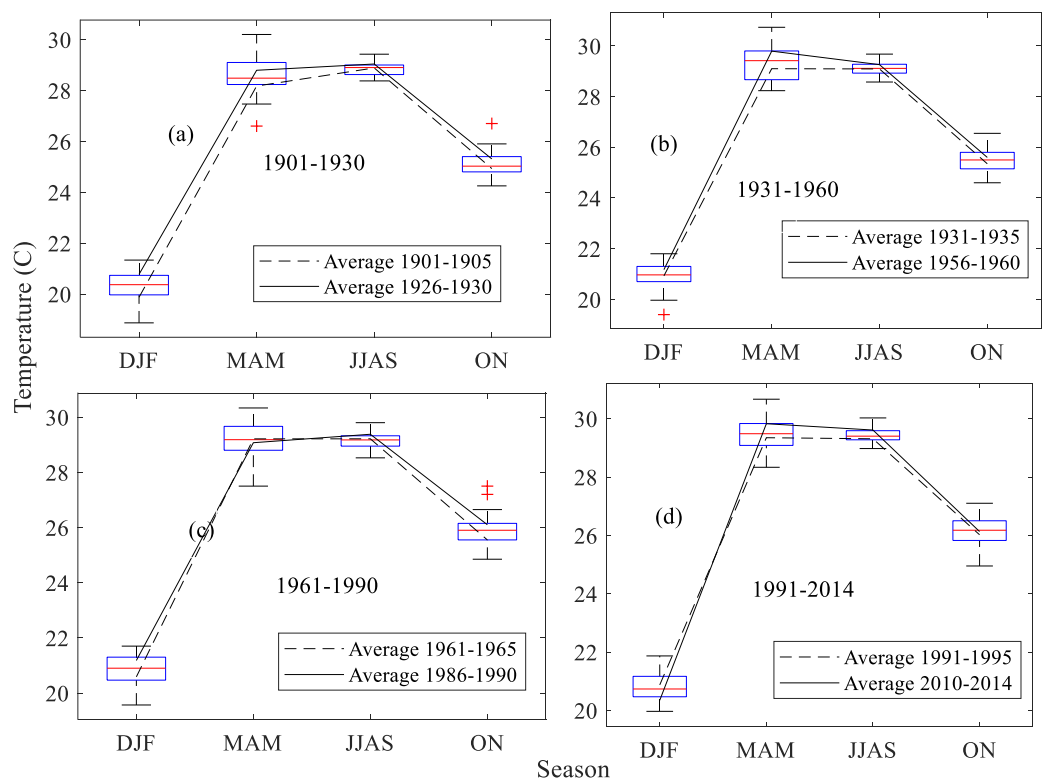 Temperature (C)
30
28
26
24
22
20
(a)
1901-1930
Average 1901-1905
Average 1926-1930
DJF
MAM
JJAS
ON
30
28
26
24
22
20
(b)
1931-1960
Average 1931-1935
Average 1956-1960
DJF
MAM
JJAS
ON
30
28
26
24
22
20
(c)
1961-1990
Average 1961-1965
Average 1986-1990
DJF
MAM
JJAS
ON
30
28
26
24
22
20
(d)
1991-2014
Average 1991-1995
Average 2010-2014
DJF
MAM
JJAS
ON
Season